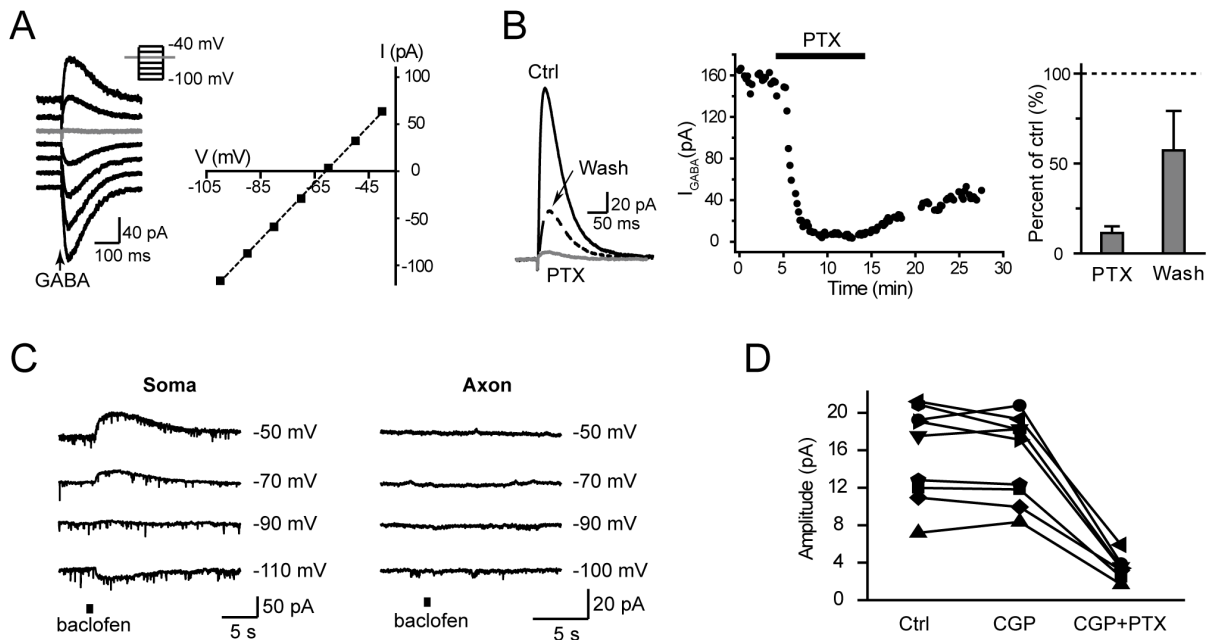 A
-40 mV
-100 mV
40 pA
100 ms
GABA
I (pA)
100
50
0
-50
-100
V (mV)
-105
-85
-65
-45
B
Ctrl
Wash
20 pA
50 ms
PTX
PTX
I GABA (pA)
160
120
80
40
0
0
5
10
15
20
25
30
Time (min)
Percent of ctrl (%)
100
50
0
PTX
Wash
C
Soma
-50 mV
-70 mV
-90 mV
-110 mV
baclofen
50 pA
5 s
Axon
-50 mV
-70 mV
-90 mV
-100 mV
baclofen
20 pA
5 s
D
Amplitude (pA)
20
16
12
8
4
0
Ctrl
CGP
CGP+PTX